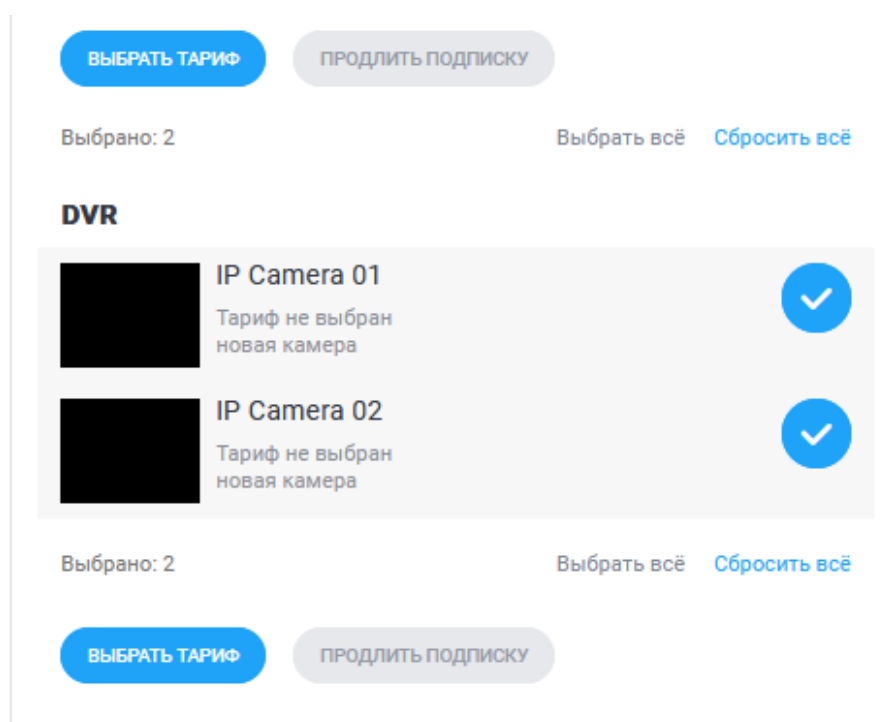 ВЫБРАТЬ ТАРИФ ПРОДЛИТЬ ПОДПИСКУ
Выбрано: 2 Выбрать всё Сбросить всё
DVR
IP Camera 01
Тариф не выбран
новая камера
IP Camera 02
Тариф не выбран
новая камера
Выбрано: 2 Выбрать всё Сбросить всё
ВЫБРАТЬ ТАРИФ ПРОДЛИТЬ ПОДПИСКУ